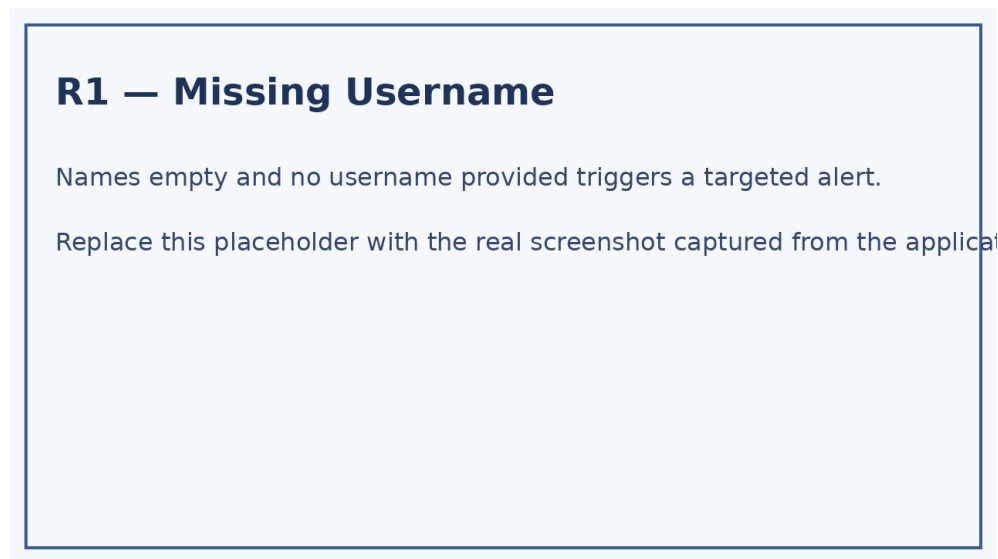 R1 — Missing Username
Names empty and no username provided triggers a targeted alert.
Replace this placeholder with the real screenshot captured from the applicat